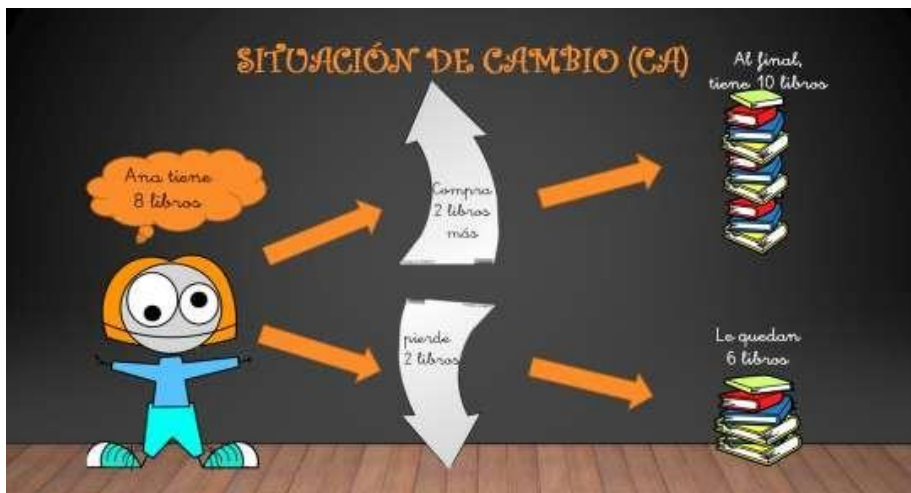 SITUACIÓN DE CAMBIO (CA)
Ana tiene
8 libros
Compra
2 libros
más
Al final,
tiene 10 libros
pierde
2 libros
Le quedan
6 libros